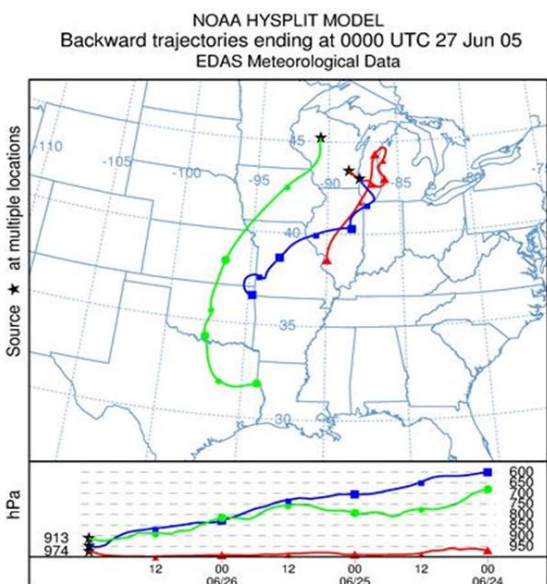 NOAA HYSPLIT MODEL
Backward trajectories ending at 0000 UTC 27 Jun 05
EDAS Meteorological Data
Source ★ at multiple locations
-110
-105
-100
-95
-90
-85
45
40
35
30
hPa
913
974
600
650
700
750
800
850
900
950
12 00 12 00 12 00
06/26 06/25 06/24